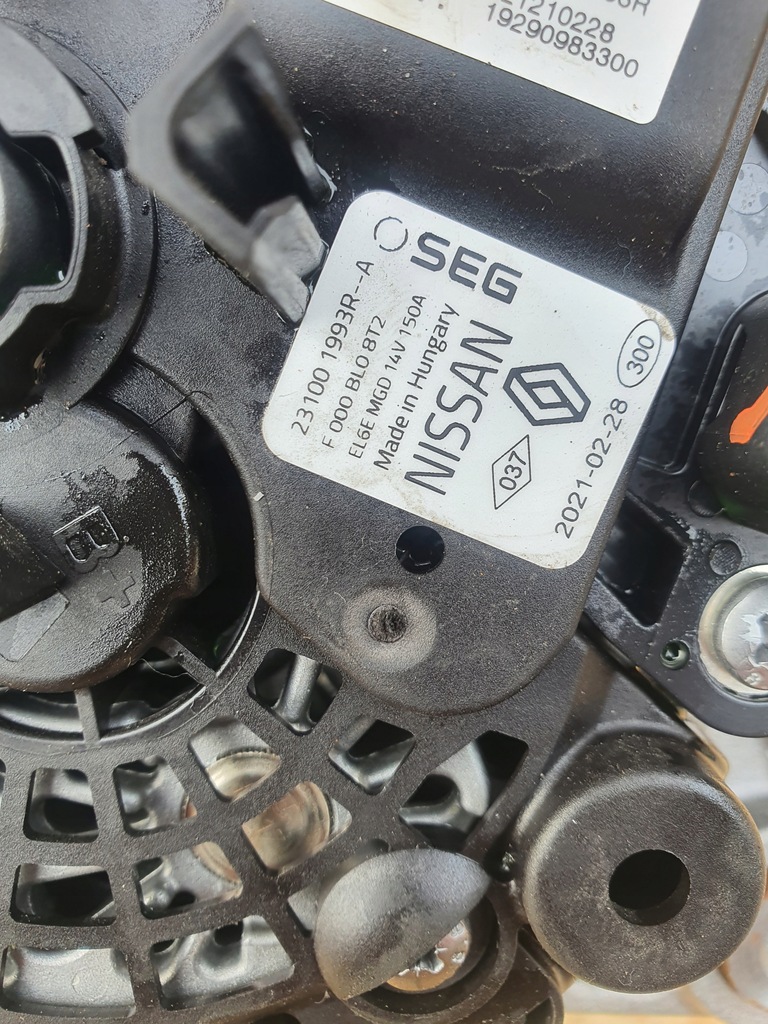 210228
19290983300
SEG
23100 1993R--A
F 000 BL0 8T2
EL6E MGD 14V 150A
Made in Hungary
NISSAN
037
2021-02-28
300
B+